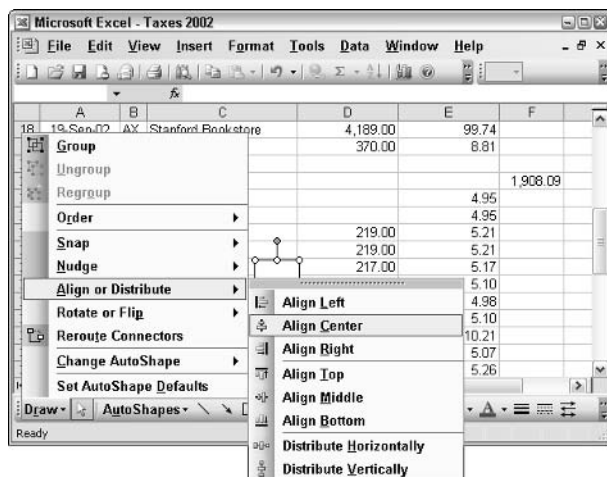 Microsoft Excel - Taxes 2002
File Edit View Insert Format Tools Data Window Help
fx
A B C D E F
18 19-Sep-02 AX Stanford Bookstore 4,189.00 99.74
370.00 8.81
1,908.09
4.95
4.95
219.00 5.21
219.00 5.21
217.00 5.17
5.10
4.98
5.10
10.21
5.07
5.26
Group
Ungroup
Regroup
Order
Snap
Nudge
Align or Distribute
Rotate or Flip
Reroute Connectors
Change AutoShape
Set AutoShape Defaults
Align Left
Align Center
Align Right
Align Top
Align Middle
Align Bottom
Distribute Horizontally
Distribute Vertically
Draw AutoShapes
Ready